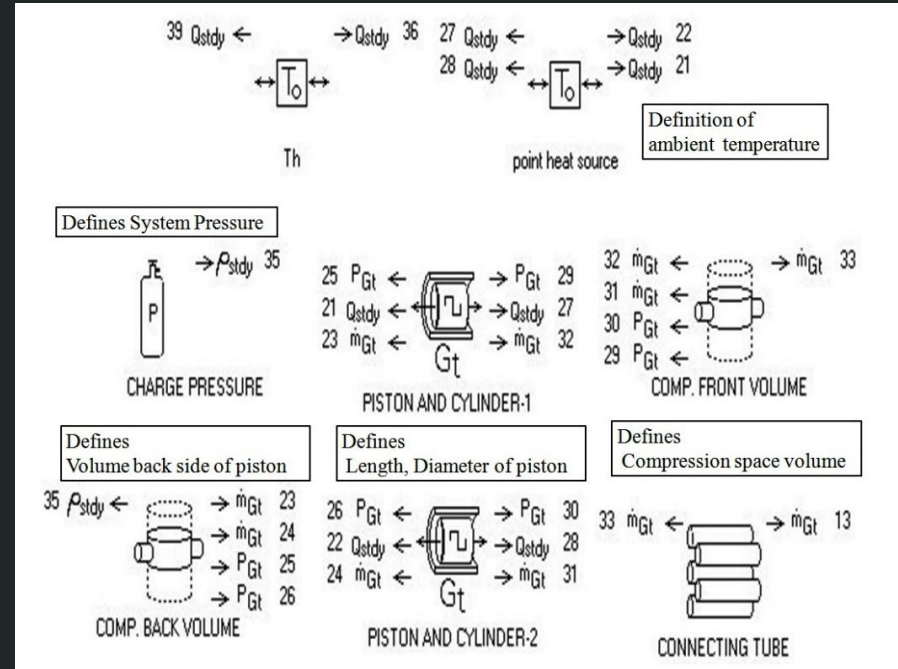 39 Qstdy ← → Qstdy 36 27 Qstdy ← → Qstdy 22
28 Qstdy ← → Qstdy 21
↔ To ↔ ↔ To ↔
Definition of
ambient temperature
Th
point heat source
Defines System Pressure
→ ρstdy 35
P
CHARGE PRESSURE
25 PGt ← → PGt 29
21 Qstdy ← → Qstdy 27
23 ṁGt ← → ṁGt 32
Gt
PISTON AND CYLINDER-1
32 ṁGt ← → ṁGt 33
31 ṁGt ←
30 PGt ←
29 PGt ←
COMP. FRONT VOLUME
Defines
Volume back side of piston
35 ρstdy ← → ṁGt 23
→ ṁGt 24
→ PGt 25
→ PGt 26
COMP. BACK VOLUME
Defines
Length, Diameter of piston
26 PGt ← → PGt 30
22 Qstdy ← → Qstdy 28
24 ṁGt ← → ṁGt 31
Gt
PISTON AND CYLINDER-2
Defines
Compression space volume
33 ṁGt ← → ṁGt 13
CONNECTING TUBE